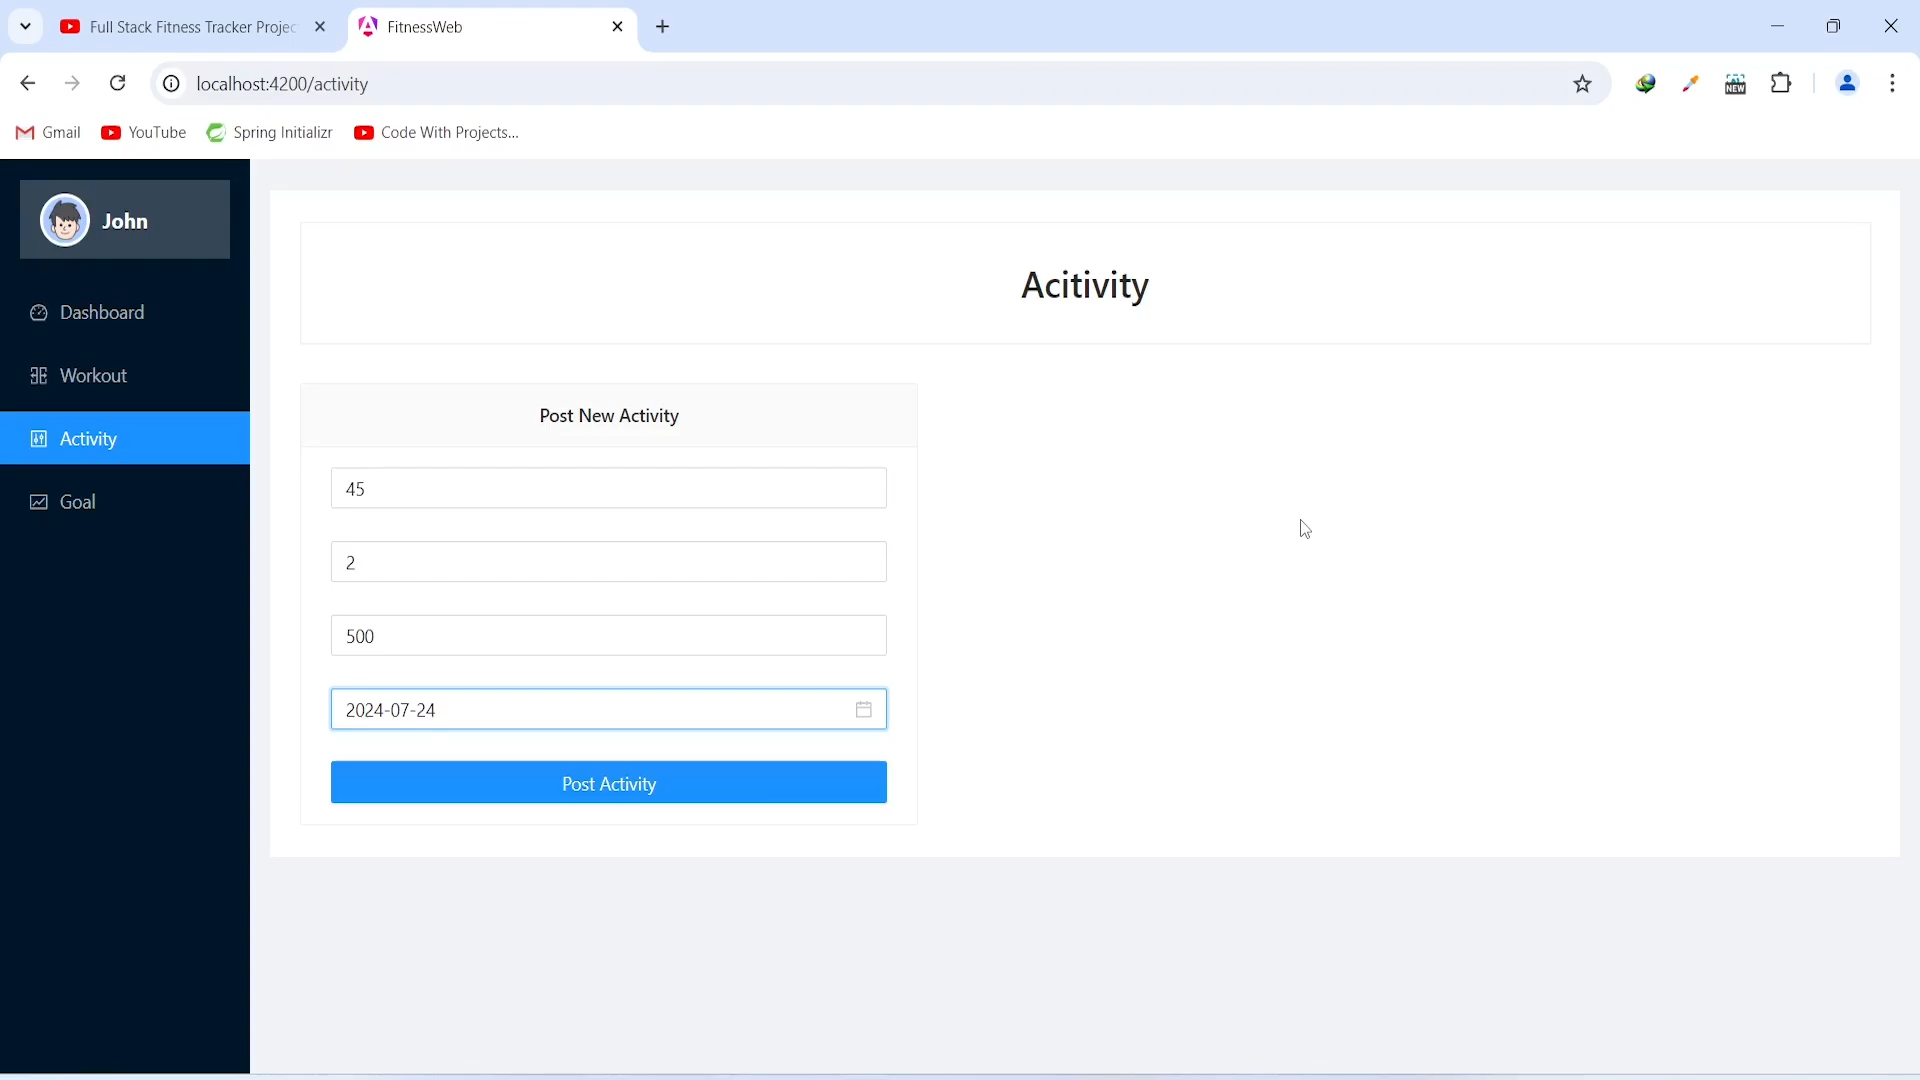 Full Stack Fitness Tracker Projec
FitnessWeb
localhost:4200/activity
NEW
Gmail
YouTube
Spring Initializr
Code With Projects...
John
Dashboard
Workout
Activity
Goal
Acitivity
Post New Activity
45
2
500
2024-07-24
Post Activity